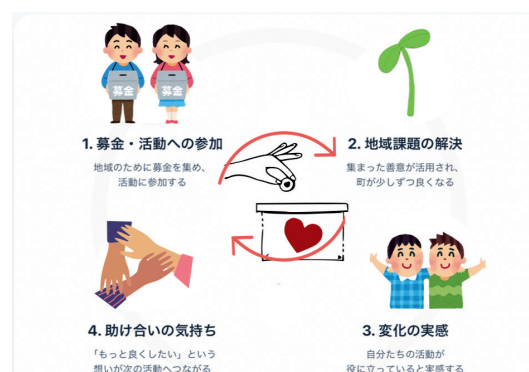 募金
募金
1. 募金・活動への参加
地域のために募金を集め、
活動に参加する
2. 地域課題の解決
集まった善意が活用され、
町が少しずつ良くなる
4. 助け合いの気持ち
「もっと良くしたい」という
想いが次の活動へつながる
3. 変化の実感
自分たちの活動が
役に立っていると実感する